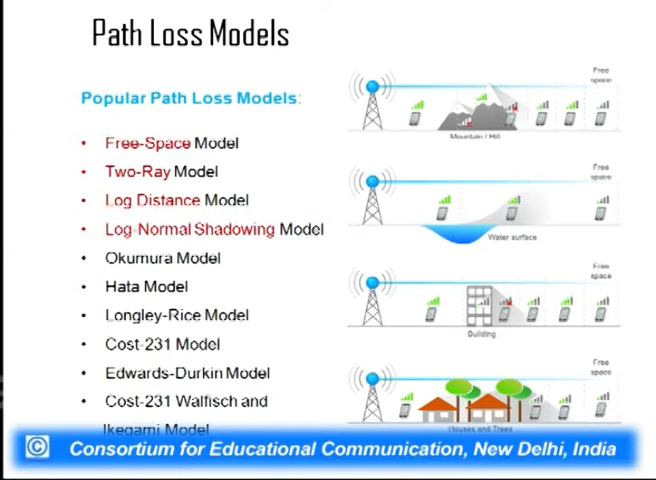 Path Loss Models
Popular Path Loss Models:
• Free-Space Model
• Two-Ray Model
• Log Distance Model
• Log-Normal Shadowing Model
• Okumura Model
• Hata Model
• Longley-Rice Model
• Cost-231 Model
• Edwards-Durkin Model
• Cost-231 Walfisch and
Ikegami Model
Free
space
Mountain / Hill
Free
space
Water surface
Free
space
Building
Free
space
Houses and Trees
© Consortium for Educational Communication, New Delhi, India